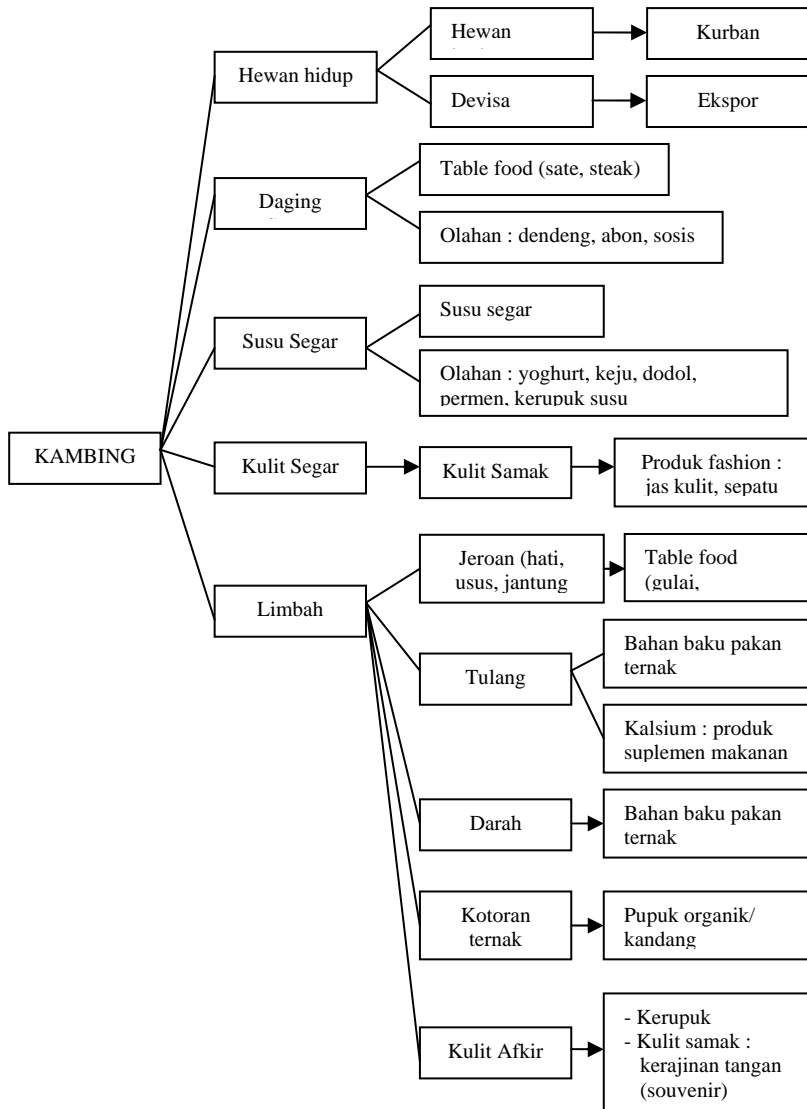 KAMBING
Hewan hidup
Hewan
Kurban
Devisa
Ekspor
Daging
Table food (sate, steak)
Olahan : dendeng, abon, sosis
Susu Segar
Susu segar
Olahan : yoghurt, keju, dodol,
permen, kerupuk susu
Kulit Segar
Kulit Samak
Produk fashion :
jas kulit, sepatu
Limbah
Jeroan (hati,
usus, jantung
Table food
(gulai,
Tulang
Bahan baku pakan
ternak
Kalsium : produk
suplemen makanan
Darah
Bahan baku pakan
ternak
Kotoran
ternak
Pupuk organik/
kandang
Kulit Afkir
- Kerupuk
- Kulit samak :
kerajinan tangan
(souvenir)